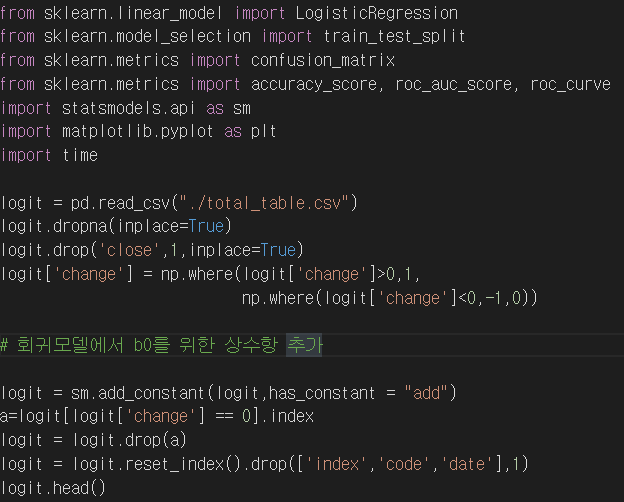 from sklearn.linear_model import LogisticRegression
from sklearn.model_selection import train_test_split
from sklearn.metrics import confusion_matrix
from sklearn.metrics import accuracy_score, roc_auc_score, roc_curve
import statsmodels.api as sm
import matplotlib.pyplot as plt
import time
logit = pd.read_csv("./total_table.csv")
logit.dropna(inplace=True)
logit.drop('close',1,inplace=True)
logit['change'] = np.where(logit['change']>0,1,
np.where(logit['change']<0,-1,0))
# 회귀모델에서 b0를 위한 상수항 추가
logit = sm.add_constant(logit,has_constant = "add")
a=logit[logit['change'] == 0].index
logit = logit.drop(a)
logit = logit.reset_index().drop(['index','code','date'],1)
logit.head()